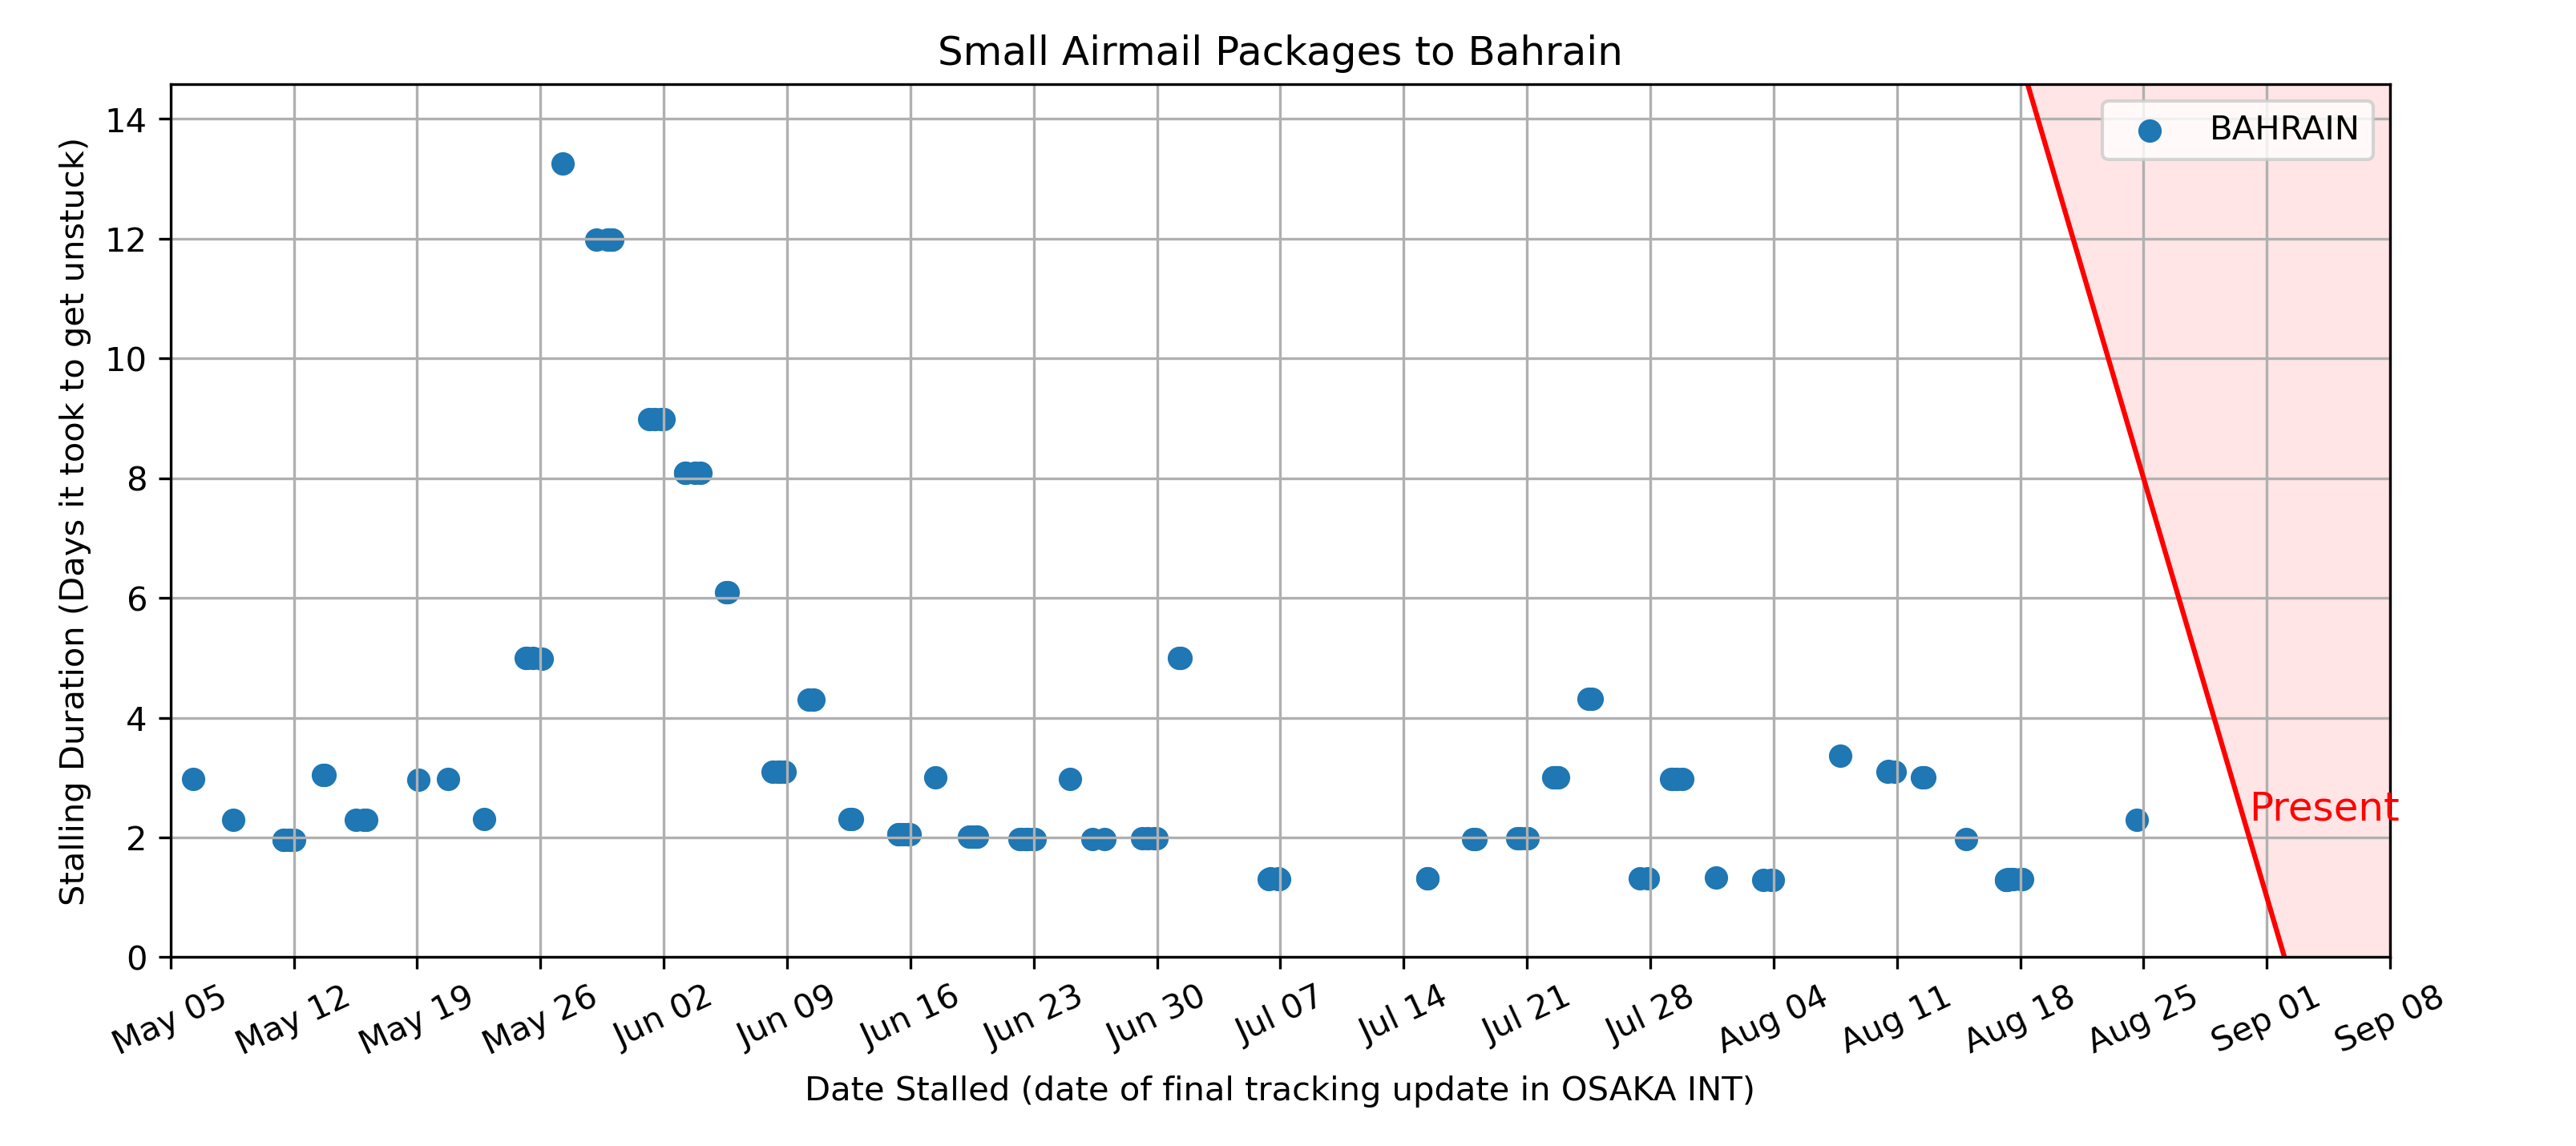 Small Airmail Packages to Bahrain
Stalling Duration (Days it took to get unstuck)
14
12
10
8
6
4
2
0
BAHRAIN
Present
May 05 May 12 May 19 May 26 Jun 02 Jun 09 Jun 16 Jun 23 Jun 30 Jul 07 Jul 14 Jul 21 Jul 28 Aug 04 Aug 11 Aug 18 Aug 25 Sep 01 Sep 08
Date Stalled (date of final tracking update in OSAKA INT)